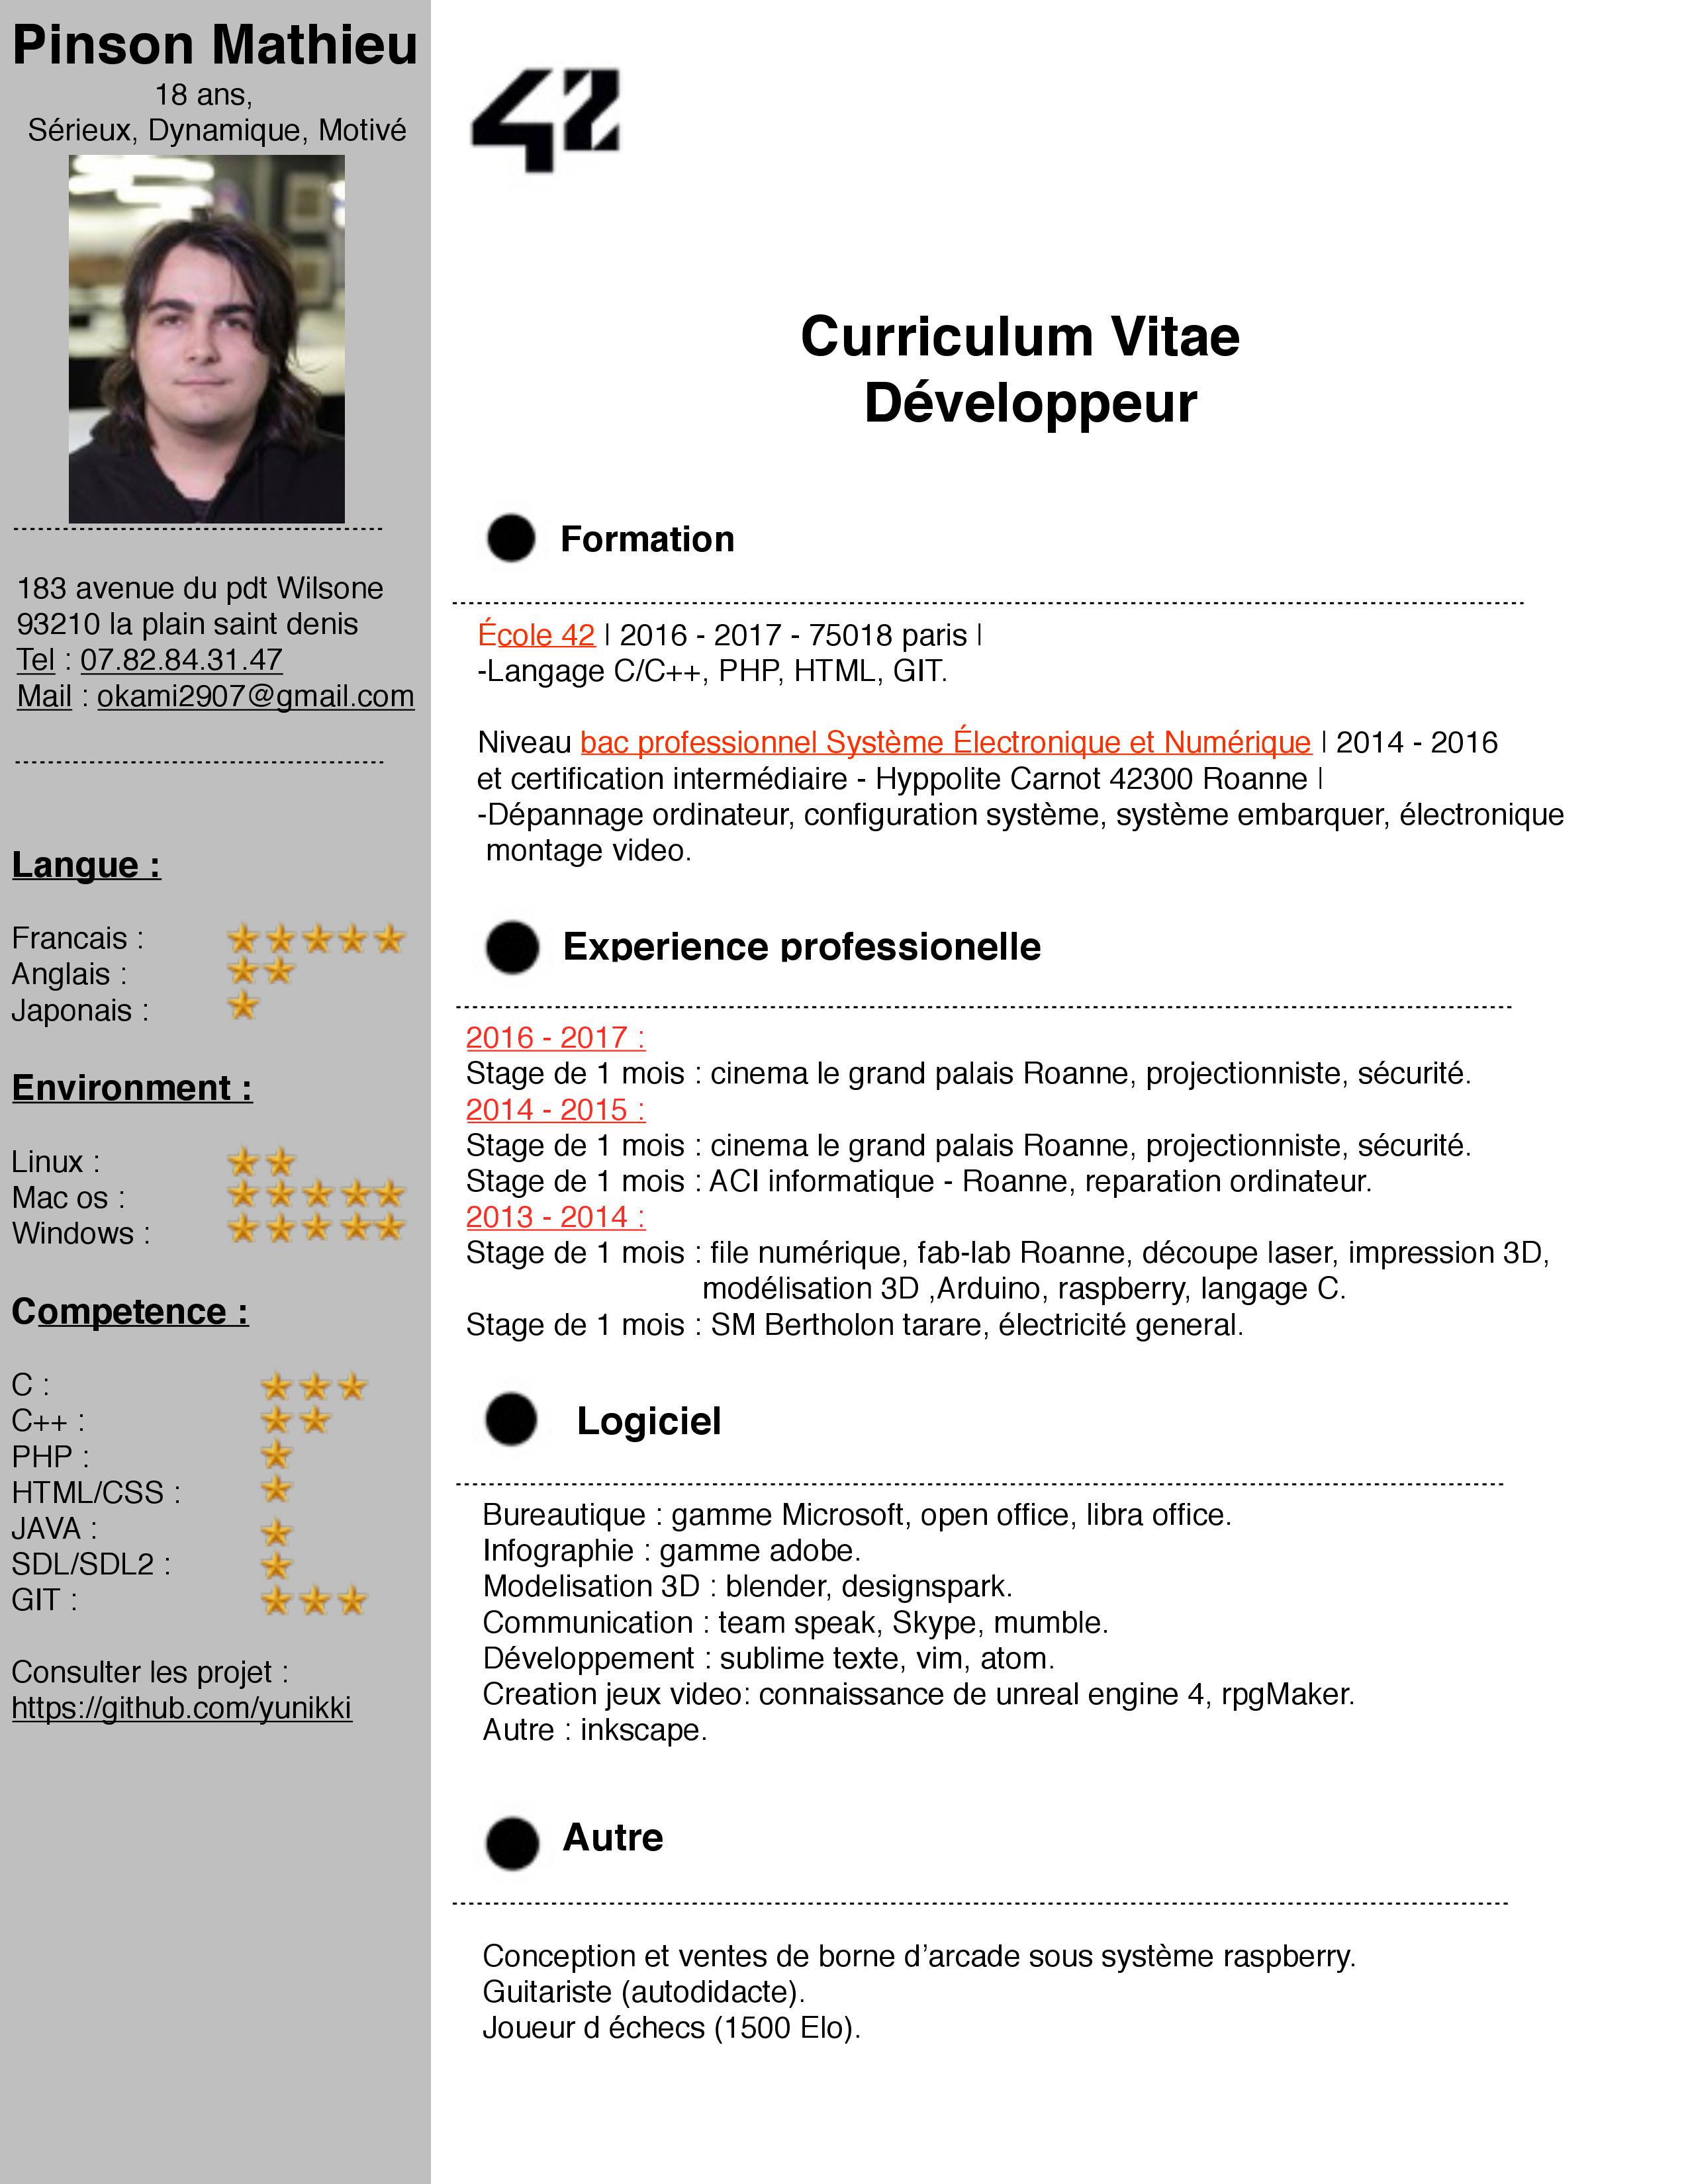 Pinson Mathieu
18 ans,
Sérieux, Dynamique, Motivé
183 avenue du pdt Wilsone
93210 la plain saint denis
Tel : 07.82.84.31.47
Mail : okami2907@gmail.com
Langue :
Francais :
Anglais :
Japonais :
Environment :
Linux :
Mac os :
Windows :
Competence :
C :
C++ :
PHP :
HTML/CSS :
JAVA :
SDL/SDL2 :
GIT :
Consulter les projet :
https://github.com/yunikki
42
Curriculum Vitae
Développeur
Formation
École 42 | 2016 - 2017 - 75018 paris |
-Langage C/C++, PHP, HTML, GIT.
Niveau bac professionnel Système Électronique et Numérique | 2014 - 2016
et certification intermédiaire - Hyppolite Carnot 42300 Roanne |
-Dépannage ordinateur, configuration système, système embarquer, électronique
montage video.
Experience professionelle
2016 - 2017 :
Stage de 1 mois : cinema le grand palais Roanne, projectionniste, sécurité.
2014 - 2015 :
Stage de 1 mois : cinema le grand palais Roanne, projectionniste, sécurité.
Stage de 1 mois : ACI informatique - Roanne, reparation ordinateur.
2013 - 2014 :
Stage de 1 mois : file numérique, fab-lab Roanne, découpe laser, impression 3D,
modélisation 3D ,Arduino, raspberry, langage C.
Stage de 1 mois : SM Bertholon tarare, électricité general.
Logiciel
Bureautique : gamme Microsoft, open office, libra office.
Infographie : gamme adobe.
Modelisation 3D : blender, designspark.
Communication : team speak, Skype, mumble.
Développement : sublime texte, vim, atom.
Creation jeux video: connaissance de unreal engine 4, rpgMaker.
Autre : inkscape.
Autre
Conception et ventes de borne d’arcade sous système raspberry.
Guitariste (autodidacte).
Joueur d échecs (1500 Elo).